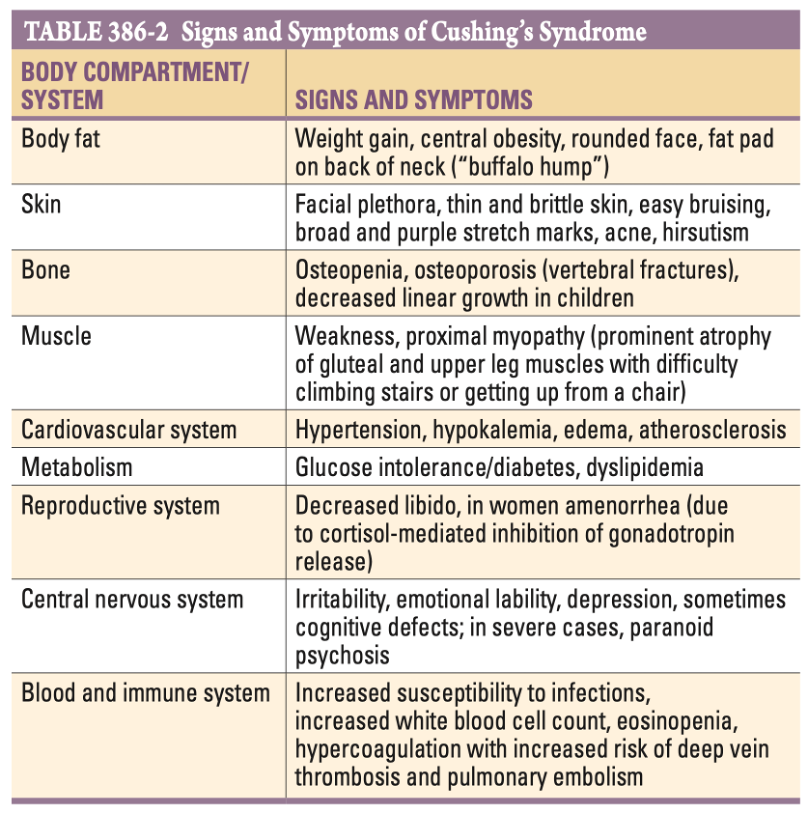 TABLE 386-2 Signs and Symptoms of Cushing's Syndrome
BODY COMPARTMENT/
SYSTEM
SIGNS AND SYMPTOMS
Body fat
Weight gain, central obesity, rounded face, fat pad
on back of neck (“buffalo hump”)
Skin
Facial plethora, thin and brittle skin, easy bruising,
broad and purple stretch marks, acne, hirsutism
Bone
Osteopenia, osteoporosis (vertebral fractures),
decreased linear growth in children
Muscle
Weakness, proximal myopathy (prominent atrophy
of gluteal and upper leg muscles with difficulty
climbing stairs or getting up from a chair)
Cardiovascular system
Hypertension, hypokalemia, edema, atherosclerosis
Metabolism
Glucose intolerance/diabetes, dyslipidemia
Reproductive system
Decreased libido, in women amenorrhea (due
to cortisol-mediated inhibition of gonadotropin
release)
Central nervous system
Irritability, emotional lability, depression, sometimes
cognitive defects; in severe cases, paranoid
psychosis
Blood and immune system
Increased susceptibility to infections,
increased white blood cell count, eosinopenia,
hypercoagulation with increased risk of deep vein
thrombosis and pulmonary embolism